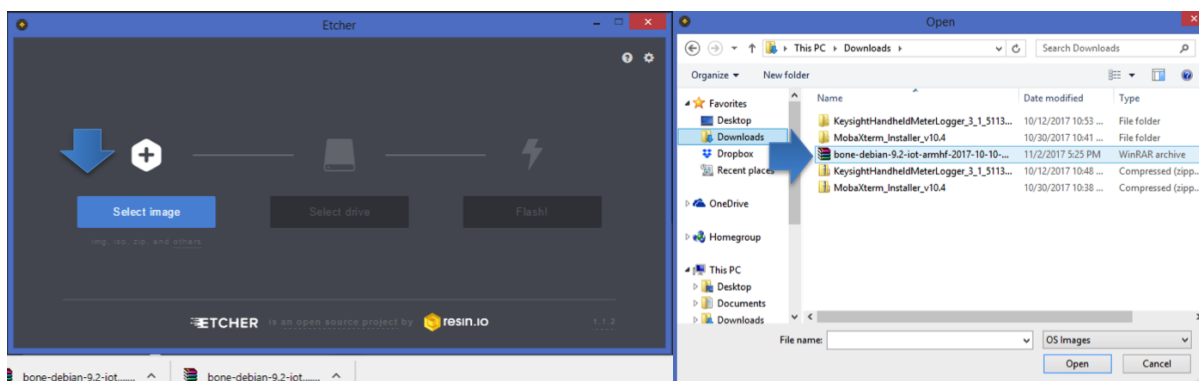 Etcher
Select image
Select drive
Flash!
img, iso, zip, and others
ETCHER is an open source project by resin.io
1.1.2
bone-debian-9.2-iot.......
bone-debian-9.2-iot.......
Open
This PC
Downloads
Search Downloads
Organize
New folder
Favorites
Desktop
Downloads
Dropbox
Recent places
OneDrive
Homegroup
This PC
Desktop
Documents
Downloads
Name Date modified Type
KeysightHandheldMeterLogger_3_1_5113... 10/12/2017 10:53 ... File folder
MobaXterm_Installer_v10.4 10/30/2017 10:41 ... File folder
bone-debian-9.2-iot-armhf-2017-10-10-... 11/2/2017 5:25 PM WinRAR archive
KeysightHandheldMeterLogger_3_1_5113... 10/12/2017 10:48 ... Compressed (zipp...
MobaXterm_Installer_v10.4 10/30/2017 10:38 ... Compressed (zipp...
File name:
OS Images
Open
Cancel